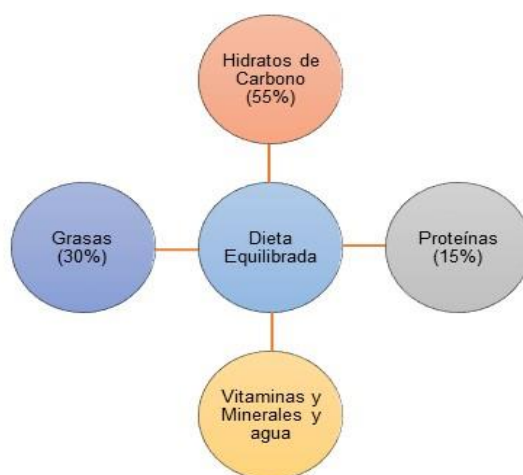 Hidratos de
Carbono
(55%)
Grasas
(30%)
Dieta
Equilibrada
Proteínas
(15%)
Vitaminas y
Minerales y
agua